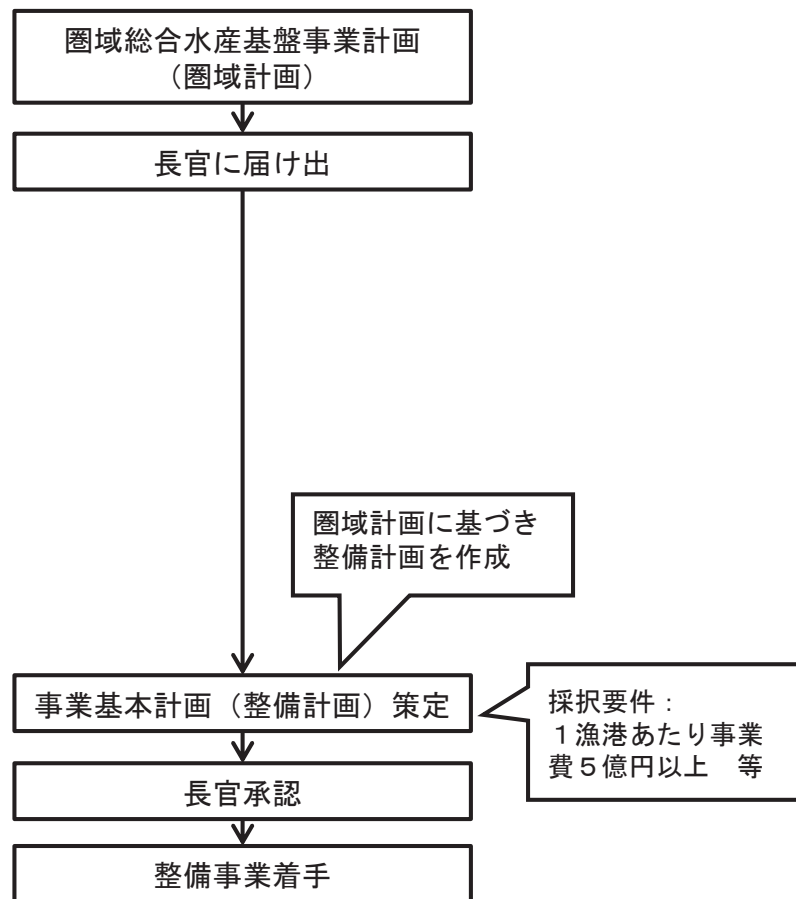 圏域総合水産基盤事業計画
（圏域計画）
長官に届け出
圏域計画に基づき
整備計画を作成
事業基本計画（整備計画）策定
採択要件：
１漁港あたり事業
費５億円以上　等
長官承認
整備事業着手